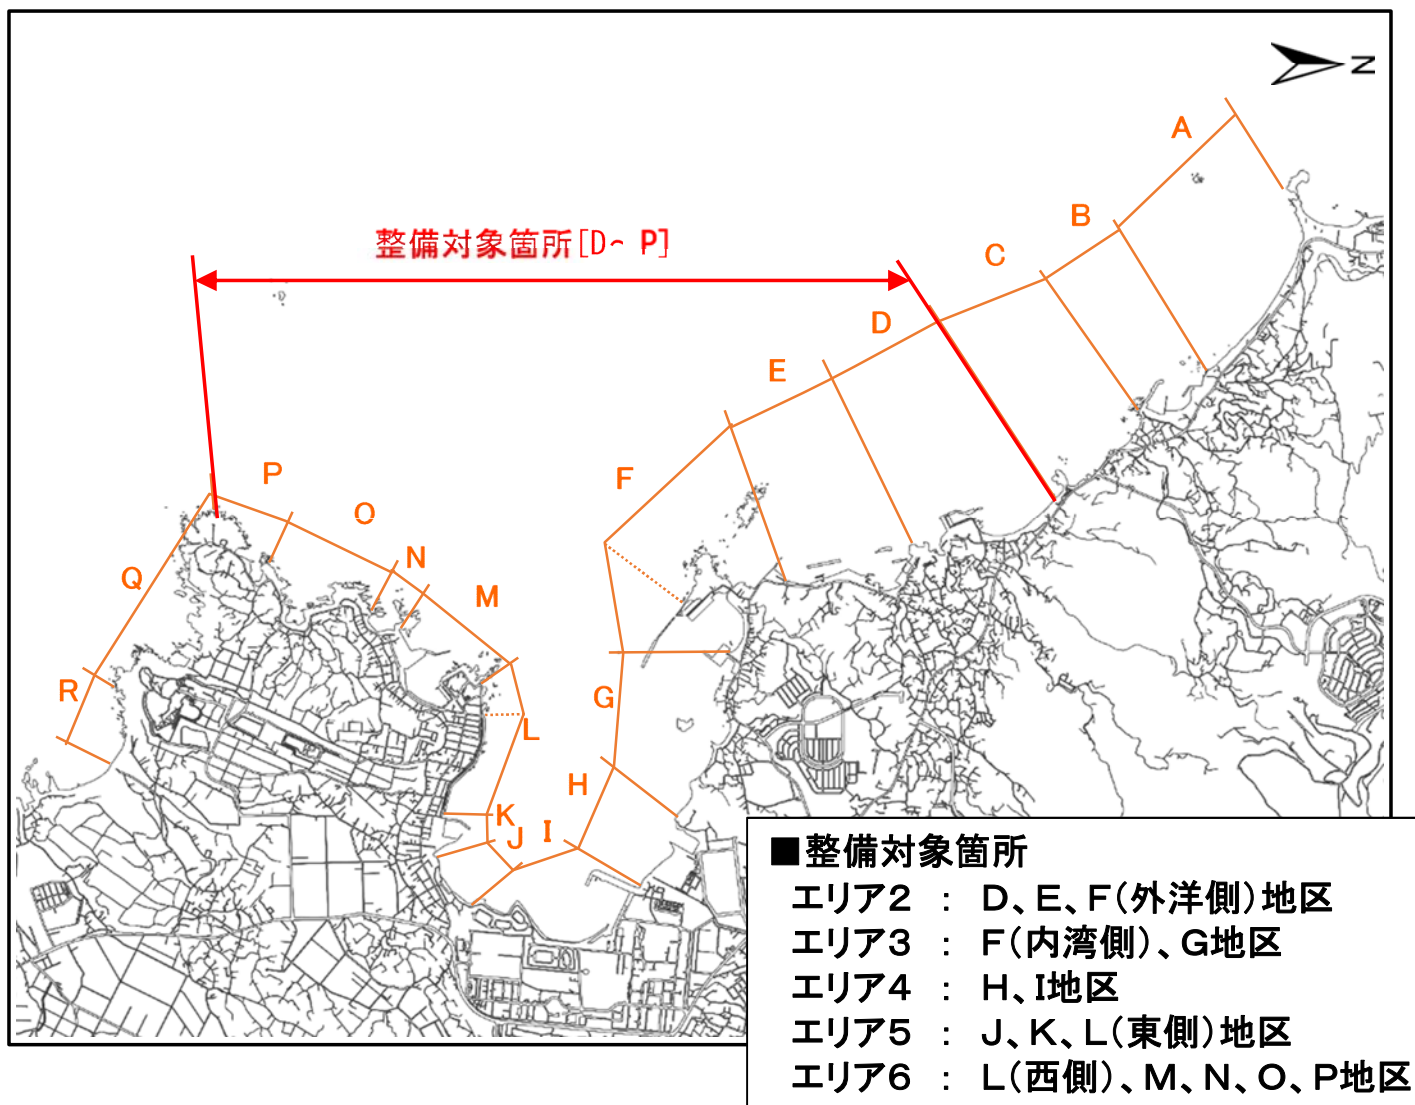 N
A
B
C
整備対象箇所[D~ P]
D
E
F
P
O
N
M
Q
R
G
L
H
K
J
I
■整備対象箇所
エリア2 : D、E、F(外洋側)地区
エリア3 : F(内湾側)、G地区
エリア4 : H、I地区
エリア5 : J、K、L(東側)地区
エリア6 : L(西側)、M、N、O、P地区